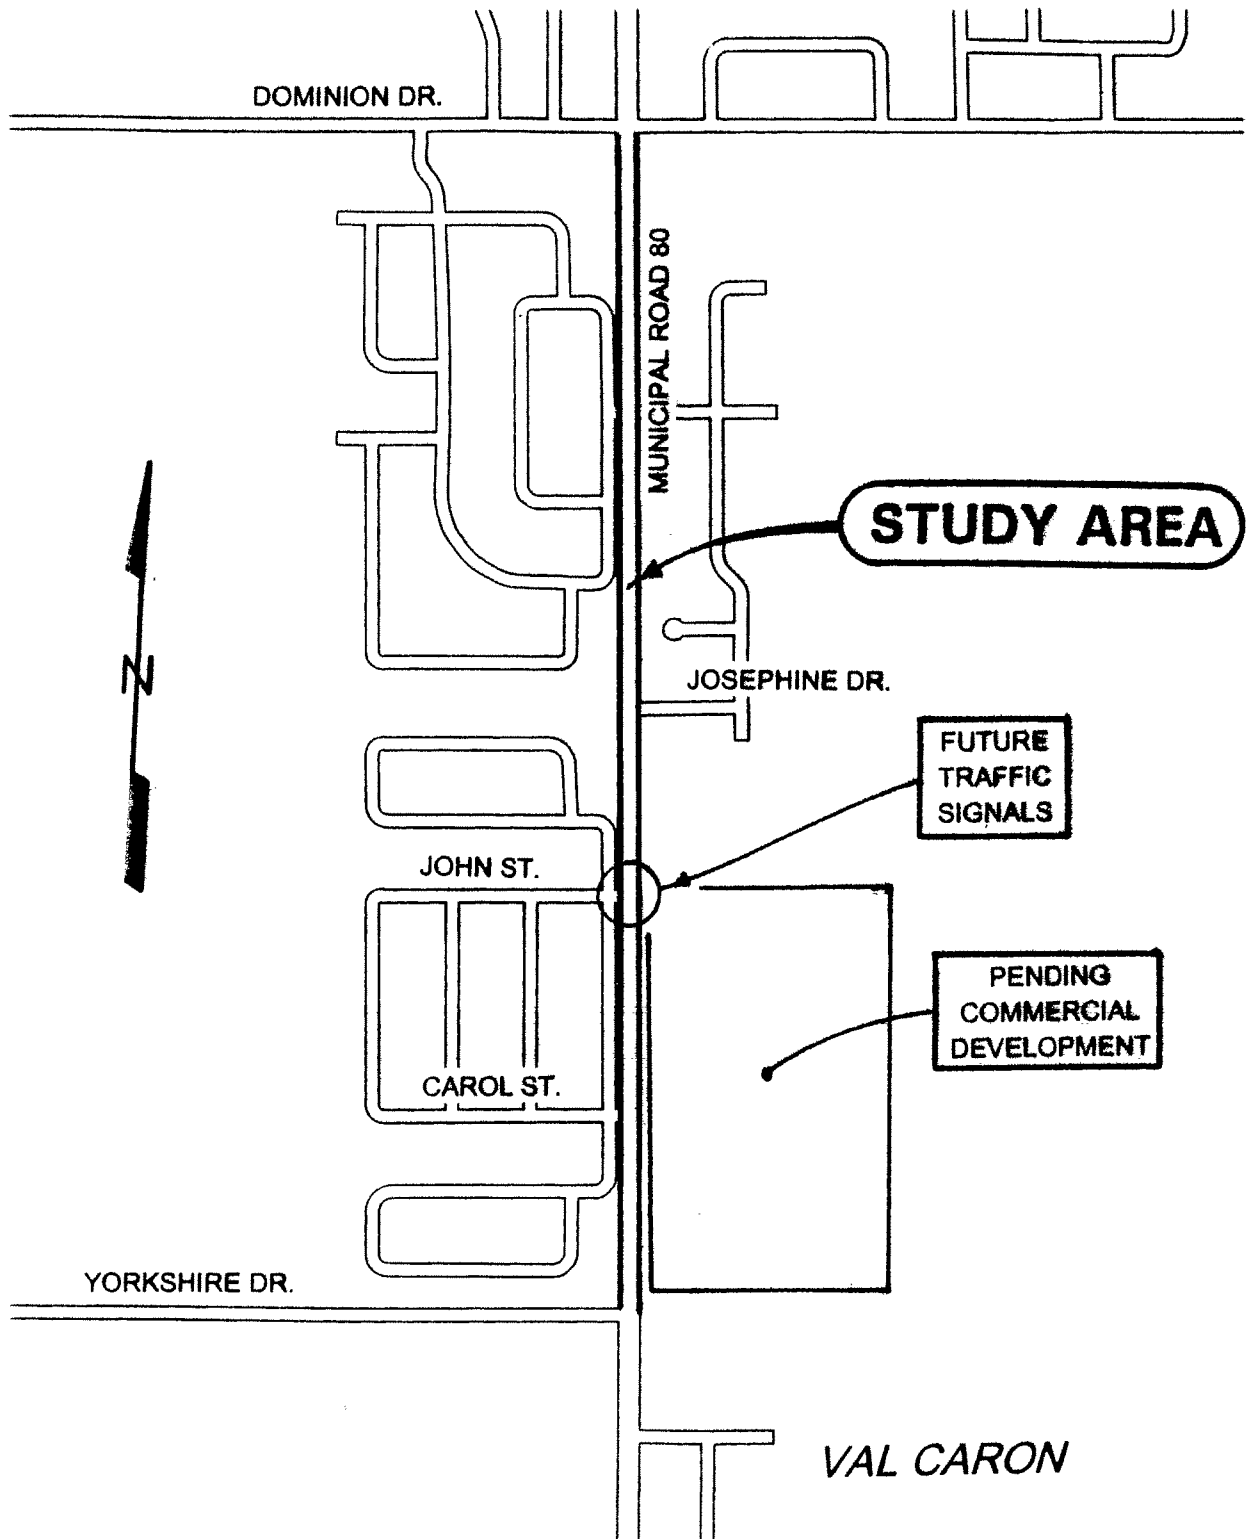 DOMINION DR.
MUNICIPAL ROAD 80
STUDY AREA
N
JOSEPHINE DR.
FUTURE
TRAFFIC
SIGNALS
JOHN ST.
PENDING
COMMERCIAL
DEVELOPMENT
CAROL ST.
YORKSHIRE DR.
VAL CARON